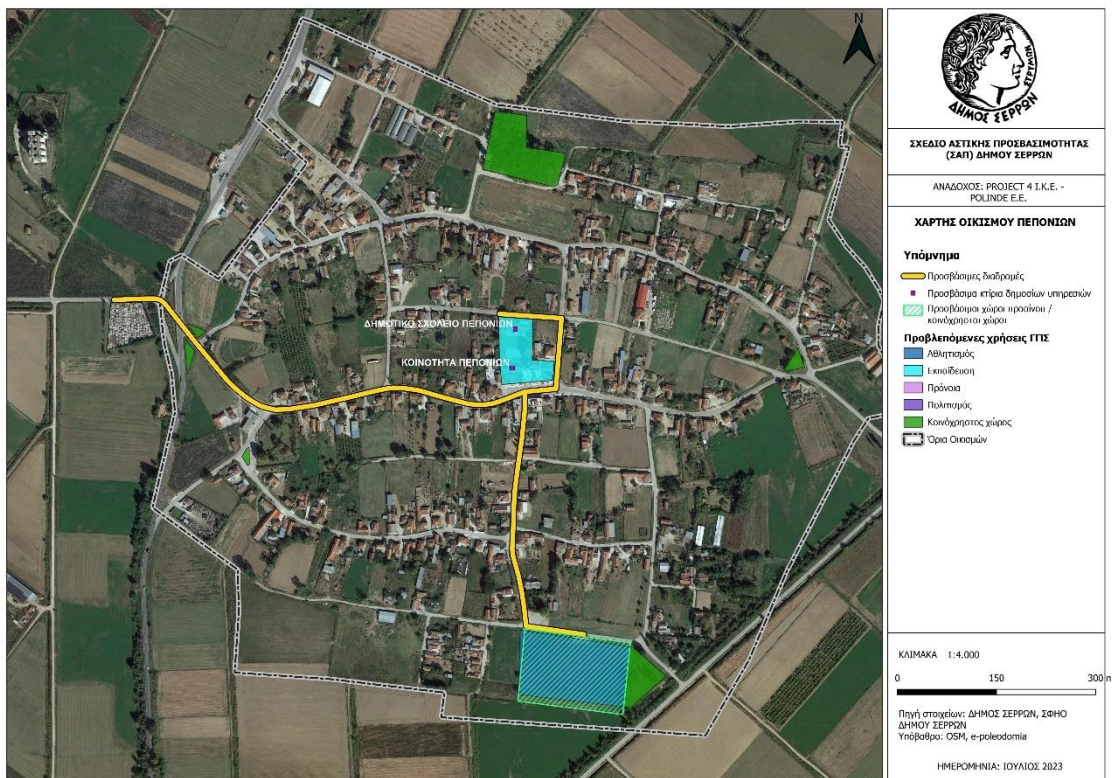 N
ΔΗΜΟΤΙΚΟ ΣΧΟΛΕΙΟ ΠΕΠΟΝΙΩΝ
ΚΟΙΝΟΤΗΤΑ ΠΕΠΟΝΙΩΝ
ΔΗΜΟΣ ΣΕΡΡΩΝ
ΣΤΡΥΜΩΝ
ΣΧΕΔΙΟ ΑΣΤΙΚΗΣ ΠΡΟΣΒΑΣΙΜΟΤΗΤΑΣ
(ΣΑΠ) ΔΗΜΟΥ ΣΕΡΡΩΝ
ΑΝΑΔΟΧΟΣ: PROJECT 4 Ι.Κ.Ε. -
POLINDE Ε.Ε.
ΧΑΡΤΗΣ ΟΙΚΙΣΜΟΥ ΠΕΠΟΝΙΩΝ
Υπόμνημα
Προσβάσιμες διαδρομές
Προσβάσιμα κτίρια δημοσίων υπηρεσιών
Προσβάσιμοι χώροι πρασίνου /
κοινόχρηστοι χώροι
Προβλεπόμενες χρήσεις ΓΠΣ
Αθλητισμός
Εκπαίδευση
Πρόνοια
Πολιτισμός
Κοινόχρηστος χώρος
Όρια Οικισμών
ΚΛΙΜΑΚΑ 1:4.000
0 150 300 m
Πηγή στοιχείων: ΔΗΜΟΣ ΣΕΡΡΩΝ, ΣΦΗΟ
ΔΗΜΟΥ ΣΕΡΡΩΝ
Υπόβαθρο: OSM, e-poleodomia
ΗΜΕΡΟΜΗΝΙΑ: ΙΟΥΛΙΟΣ 2023